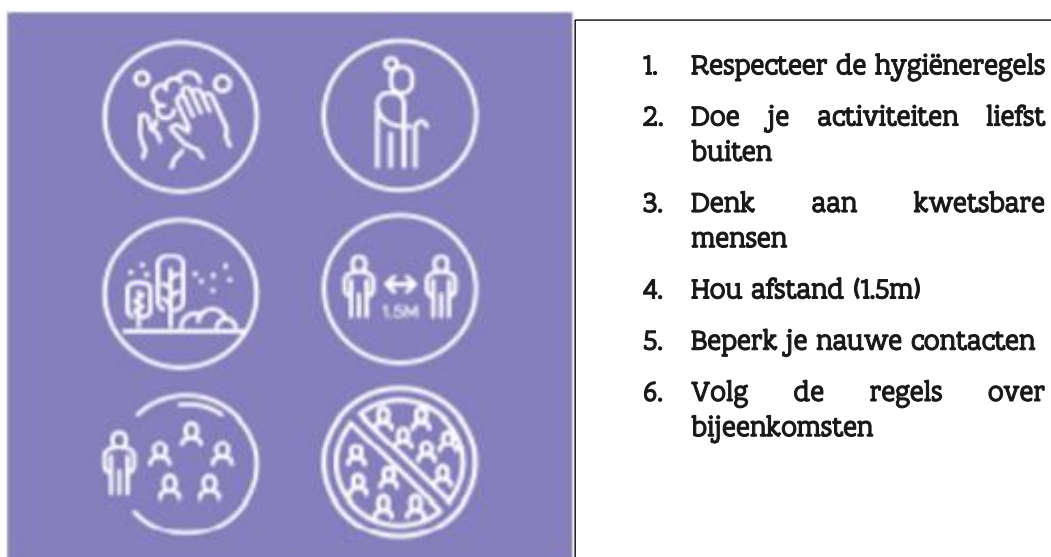 1.5M
1. Respecteer de hygiëneregels
2. Doe je activiteiten liefst
buiten
3. Denk aan kwetsbare
mensen
4. Hou afstand (1.5m)
5. Beperk je nauwe contacten
6. Volg de regels over
bijeenkomsten